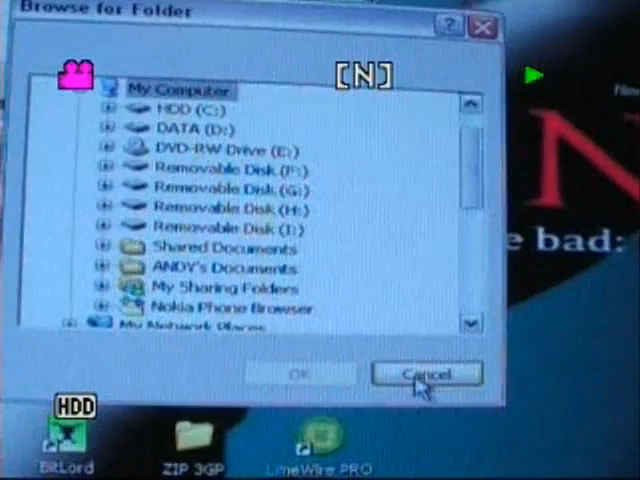 Browse for Folder
[N]
My Computer
HDD (C:)
DATA (D:)
DVD-RW Drive (E:)
Removable Disk (F:)
Removable Disk (G:)
Removable Disk (H:)
Removable Disk (I:)
Shared Documents
ANDY's Documents
My Sharing Folders
Nokia Phone Browser
My Network Places
OK
Cancel
New
N
e bad:
HDD
BitLord
ZIP 3GP
LimeWire PRO